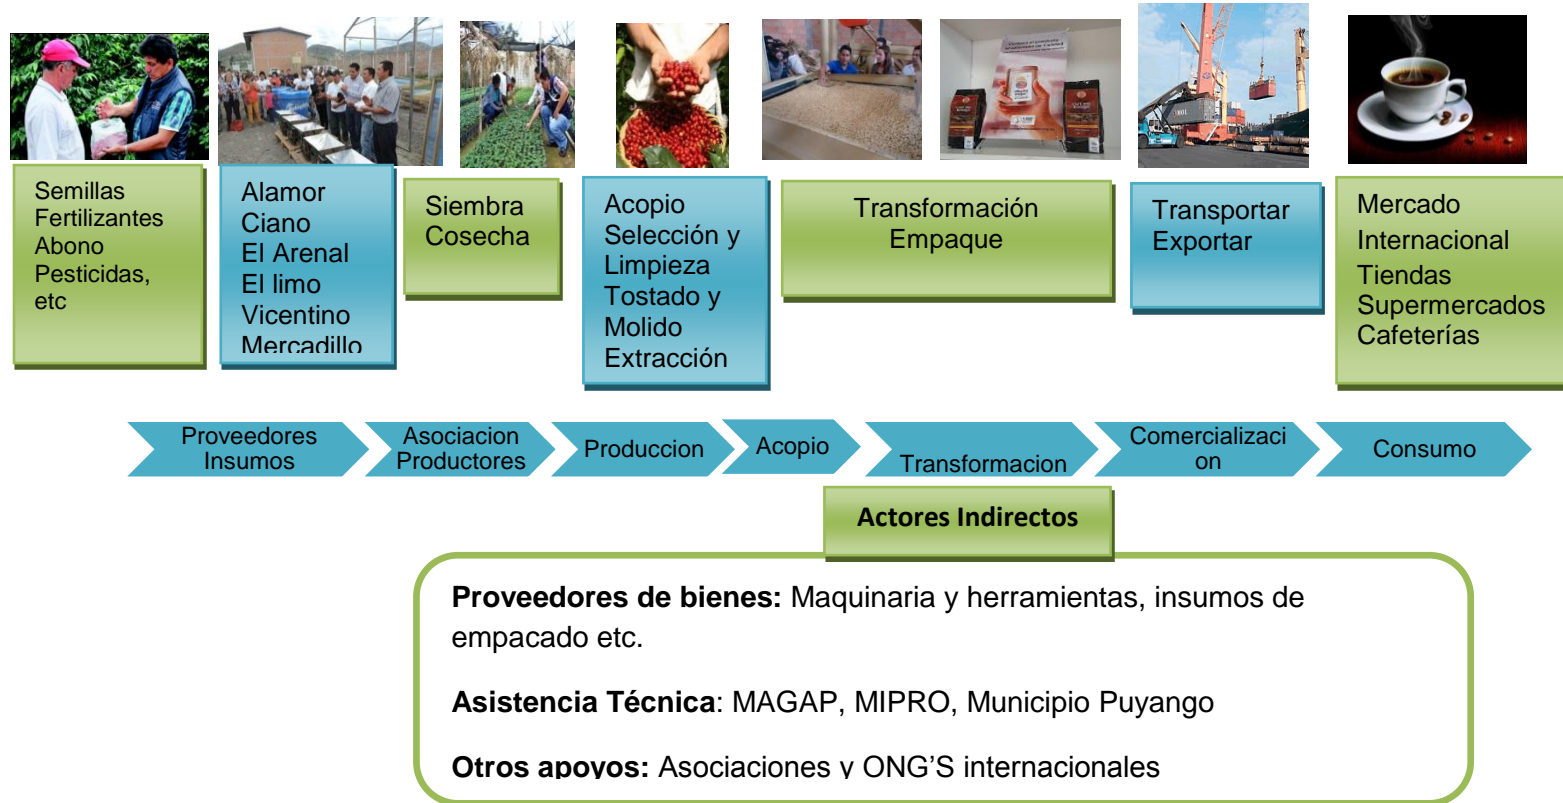 Semillas
Fertilizantes
Abono
Pesticidas,
etc
Alamor
Ciano
El Arenal
El limo
Vicentino
Mercadillo
Siembra
Cosecha
Acopio
Selección y
Limpieza
Tostado y
Molido
Extracción
Transformación
Empaque
Transportar
Exportar
Mercado
Internacional
Tiendas
Supermercados
Cafeterías
Proveedores
Insumos
Asociacion
Productores
Produccion
Acopio
Transformacion
Comercializaci
on
Consumo
Actores Indirectos
Proveedores de bienes: Maquinaria y herramientas, insumos de
empacado etc.
Asistencia Técnica: MAGAP, MIPRO, Municipio Puyango
Otros apoyos: Asociaciones y ONG'S internacionales